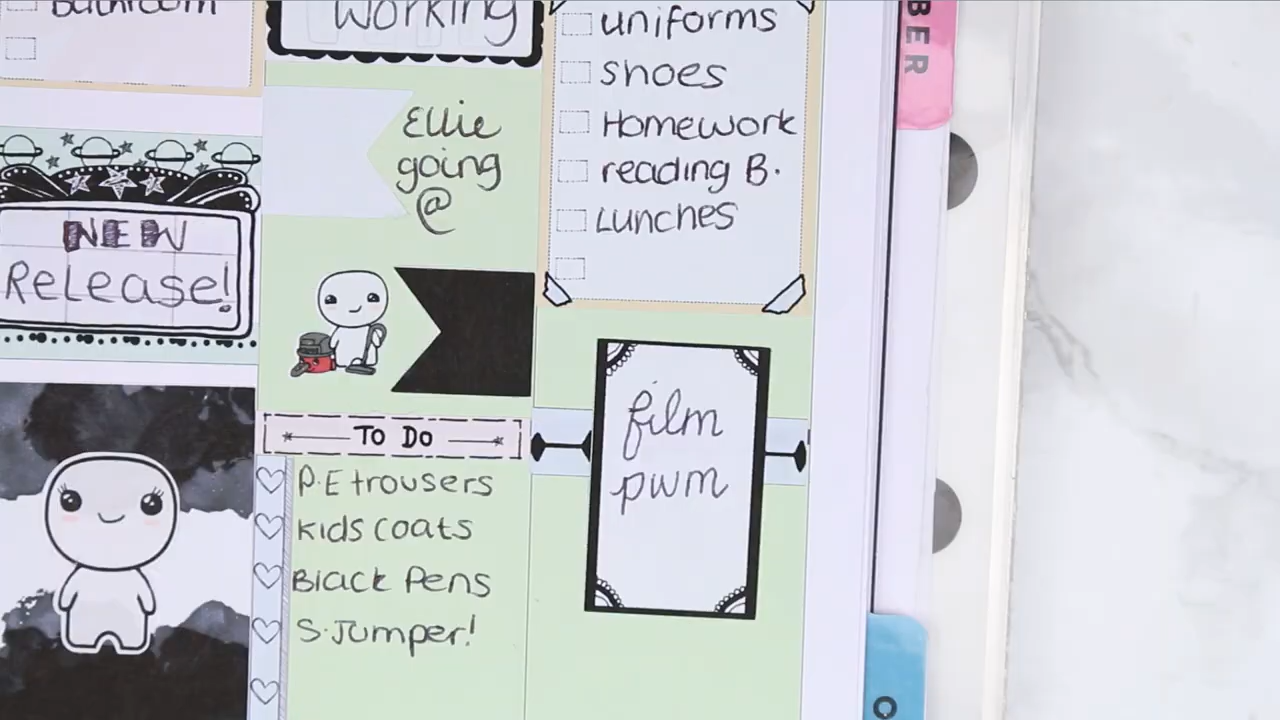 Bathroom
NEW
Release!
Working
Ellie
going
@
TO DO
P.E trousers
Kids coats
Black Pens
S.Jumper!
uniforms
shoes
Homework
reading B.
Lunches
film
pwm
BER
O